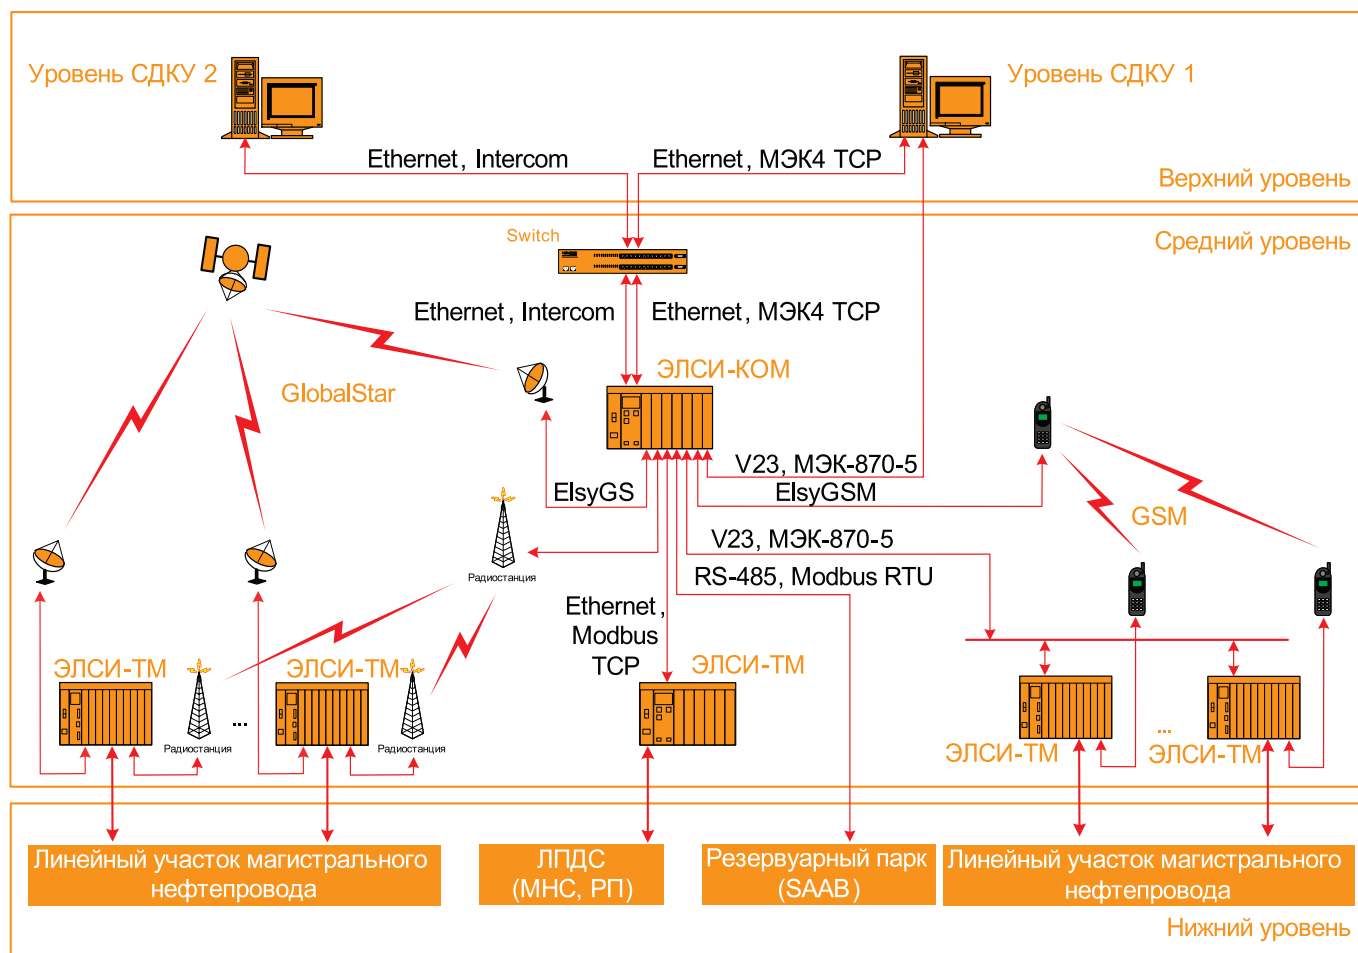 Уровень СДКУ 2
Уровень СДКУ 1
Ethernet, Intercom
Ethernet, МЭК4 TCP
Верхний уровень
Switch
Средний уровень
Ethernet, Intercom
Ethernet, МЭК4 TCP
ЭЛСИ-КОМ
GlobalStar
V23, МЭК-870-5
ElsyGS
ElsyGSM
GSM
V23, МЭК-870-5
Радиостанция
RS-485, Modbus RTU
Ethernet,
Modbus
TCP
ЭЛСИ-ТМ
ЭЛСИ-ТМ
ЭЛСИ-ТМ
...
...
Радиостанция
Радиостанция
ЭЛСИ-ТМ
ЭЛСИ-ТМ
Линейный участок магистрального
нефтепровода
ЛПДС
(МНС, РП)
Резервуарный парк
(SAAB)
Линейный участок магистрального
нефтепровода
Нижний уровень